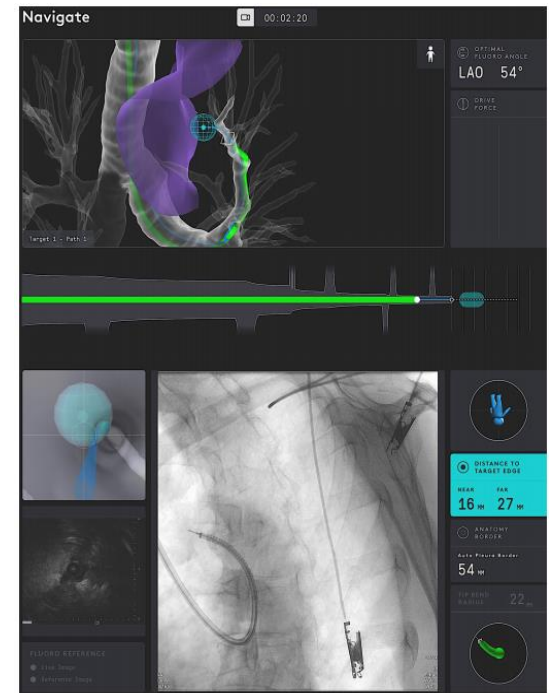 Navigate
00:02:20
OPTIMAL
FLUORO ANGLE
LAO 54°
DRIVE
FORCE
Target 1 - Path 1
DISTANCE TO
TARGET EDGE
NEAR FAR
16 MM 27 MM
ANATOMY
BORDER
Auto Pleura Border
54 MM
TIP BEND
RADIUS 22
FLUORO REFERENCE
Live Image
Reference Image